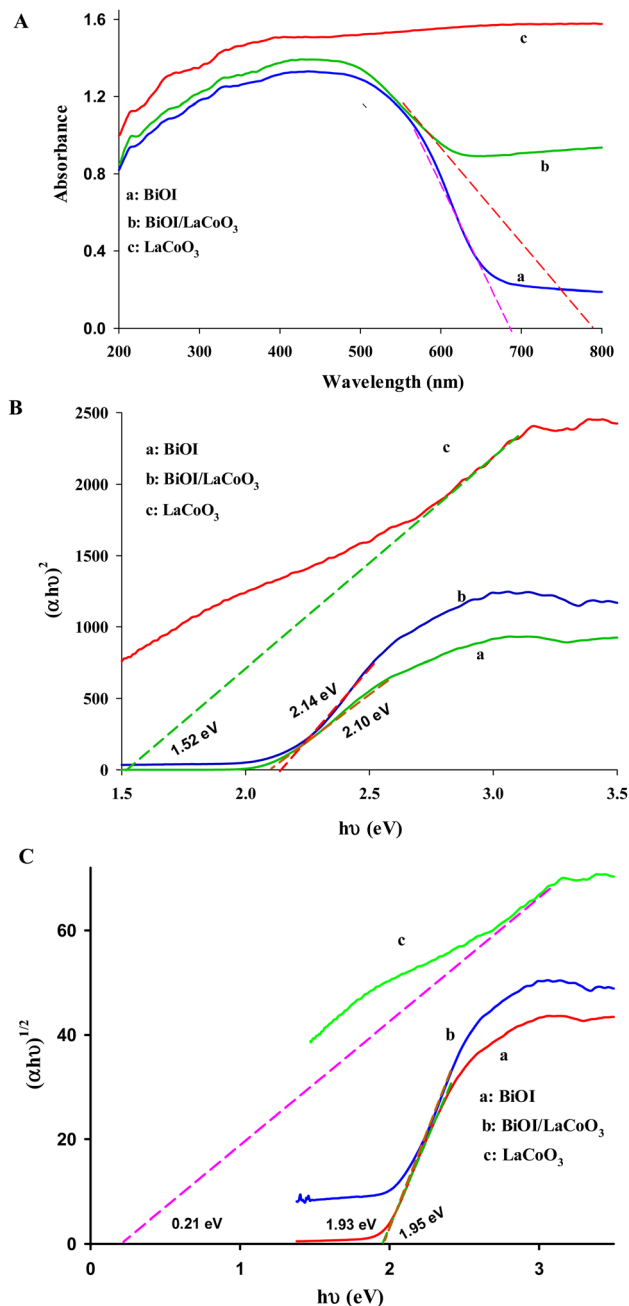 A
1.6
c
1.2
Absorbance
0.8
b
a: BiOI
b: BiOI/LaCoO₃
c: LaCoO₃
0.4
a
0.0
200 300 400 500 600 700 800
Wavelength (nm)
B
2500
c
a: BiOI
b: BiOI/LaCoO₃
2000
c: LaCoO₃
1500
(αhυ)²
b
1000
a
2.14 eV
500
2.10 eV
1.52 eV
0
1.5 2.0 2.5 3.0 3.5
hυ (eV)
C
60
c
40
(αhυ)^1/2
b
a
a: BiOI
b: BiOI/LaCoO₃
20
c: LaCoO₃
0.21 eV 1.93 eV 1.95 eV
0
0 1 2 3
hυ (eV)